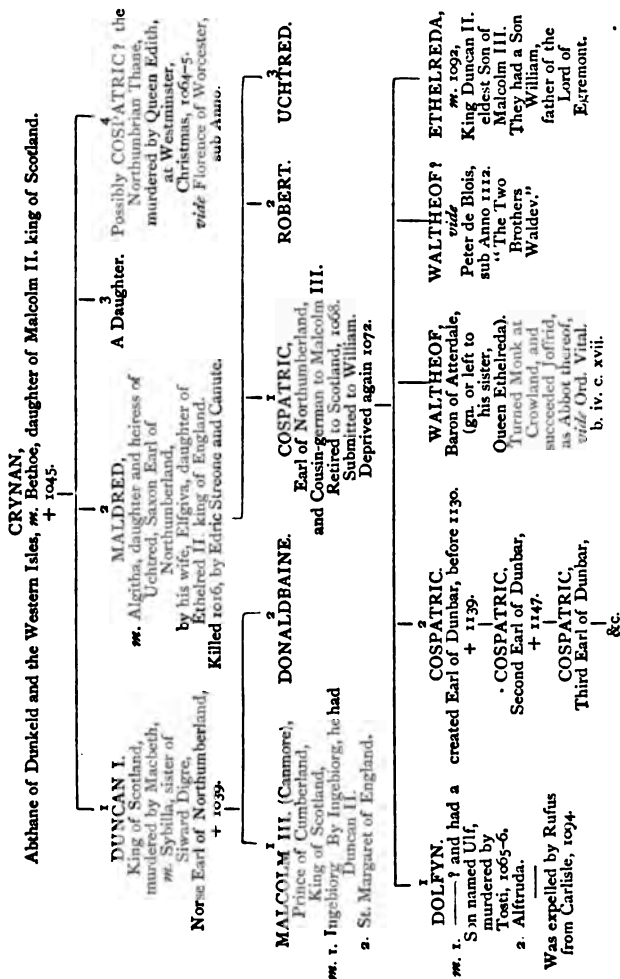 CRYNAN,
Abthane of Dunkeld and the Western Isles, m. Bethoe, daughter of Malcolm II. king of Scotland.
+ 1045.
1
DUNCAN I.
King of Scotland,
murdered by Macbeth,
m. Sybilla, sister of
Siward Digre,
Norse Earl of Northumberland,
+ 1039.
2
MALDRED,
m. Algitha, daughter and heiress of
Uchtred, Saxon Earl of
Northumberland,
by his wife, Elfgiva, daughter of
Ethelred II. king of England.
Killed 1016, by Edric Streone and Canute.
3
A Daughter.
4
Possibly COSPATRIC? the
Northumbrian Thane,
murdered by Queen Edith,
at Westminster,
Christmas, 1064-5.
vide Florence of Worcester,
sub Anno.
1
MALCOLM III. (Canmore),
Prince of Cumberland,
King of Scotland,
m. 1. Ingebiorg By Ingebiorg, he had
Duncan II.
2. St. Margaret of England.
2
DONALDBAINE.
1
COSPATRIC,
Earl of Northumberland,
and Cousin-german to Malcolm III.
Retired to Scotland, 1068.
Submitted to William.
Deprived again 1072.
2
ROBERT.
3
UCHTRED.
1
DOLFYN.
m. 1. ——? and had a
Son named Ulf,
murdered by
Tosti, 1065-6.
2. Alftruda.
Was expelled by Rufus
from Carlisle, 1094.
2
COSPATRIC.
created Earl of Dunbar, before 1130.
+ 1139.
COSPATRIC,
Second Earl of Dunbar,
+ 1147.
COSPATRIC,
Third Earl of Dunbar,
&c.
WALTHEOF,
Baron of Atterdale,
(gn. or left to
his sister,
Queen Ethelreda).
Turned Monk at
Crowland, and
succeeded Joffrid,
as Abbot thereof,
vide Ord. Vital.
b. iv. c. xvii.
WALTHEOF?
vide
Peter de Blois,
sub Anno 1112.
"The Two
Brothers
Waldev."
ETHELREDA,
m. 1092,
King Duncan II.
eldest Son of
Malcolm III.
They had a Son
William,
father of the
Lord of
Egremont.